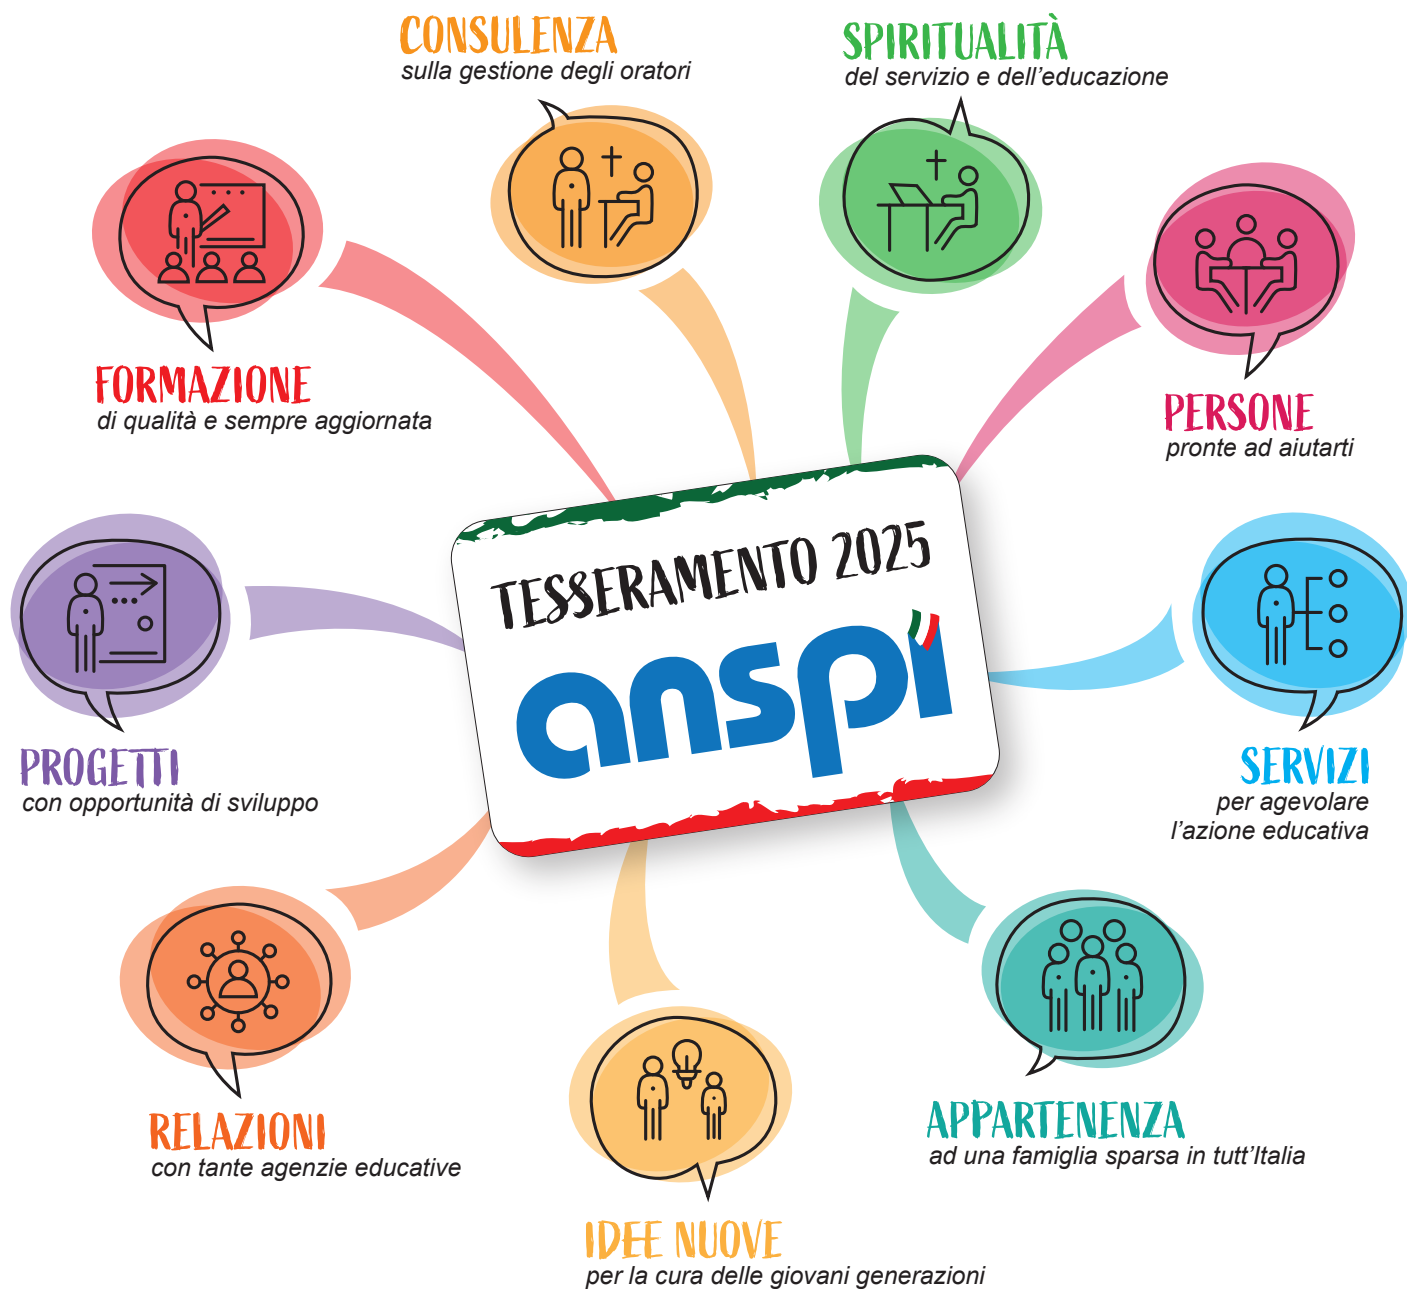 CONSULENZA
sulla gestione degli oratori
SPIRITUALITÀ
del servizio e dell'educazione
FORMAZIONE
di qualità e sempre aggiornata
PERSONE
pronte ad aiutarti
TESSERAMENTO 2025
anspi
PROGETTI
con opportunità di sviluppo
SERVIZI
per agevolare
l'azione educativa
RELAZIONI
con tante agenzie educative
APPARTENENZA
ad una famiglia sparsa in tutt'Italia
IDEE NUOVE
per la cura delle giovani generazioni